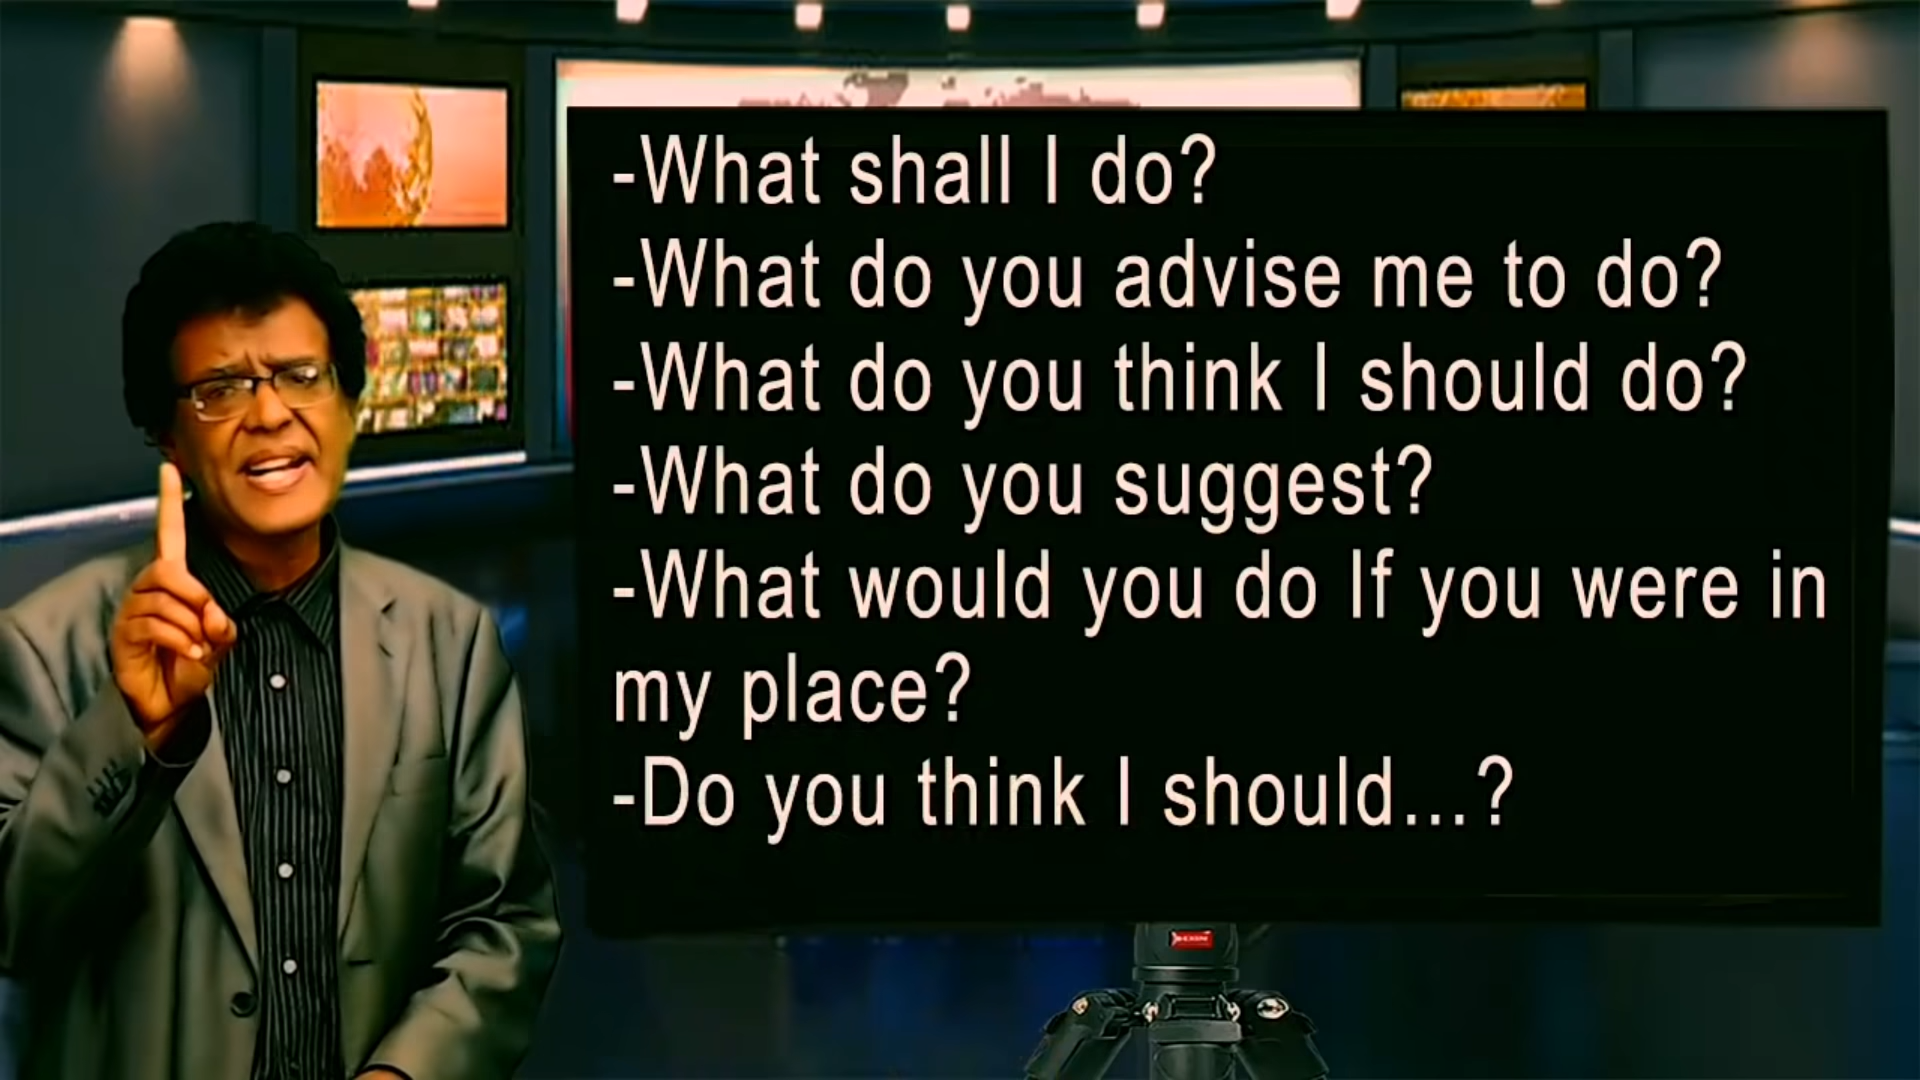 -What shall I do?
-What do you advise me to do?
-What do you think I should do?
-What do you suggest?
-What would you do If you were in
my place?
-Do you think I should...?